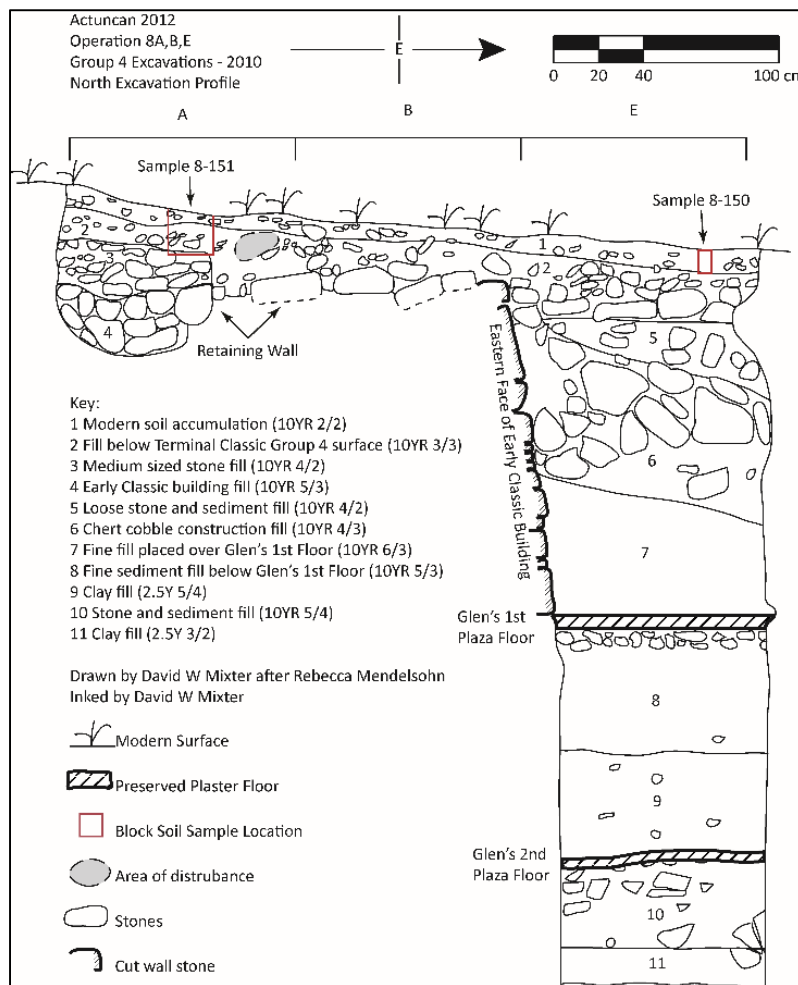 Actuncan 2012
Operation 8A,B,E
Group 4 Excavations - 2010
North Excavation Profile
E
0 20 40 100 cm
A B E
Sample 8-151
Sample 8-150
1
2
2
3
4
5
6
7
Retaining Wall
Eastern Face of Early Classic Building
Key:
1 Modern soil accumulation (10YR 2/2)
2 Fill below Terminal Classic Group 4 surface (10YR 3/3)
3 Medium sized stone fill (10YR 4/2)
4 Early Classic building fill (10YR 5/3)
5 Loose stone and sediment fill (10YR 4/2)
6 Chert cobble construction fill (10YR 4/3)
7 Fine fill placed over Glen's 1st Floor (10YR 6/3)
8 Fine sediment fill below Glen's 1st Floor (10YR 5/3)
9 Clay fill (2.5Y 5/4)
10 Stone and sediment fill (10YR 5/4)
11 Clay fill (2.5Y 3/2)
Glen's 1st
Plaza Floor
Drawn by David W Mixter after Rebecca Mendelsohn
Inked by David W Mixter
8
Modern Surface
Preserved Plaster Floor
9
Block Soil Sample Location
Glen's 2nd
Plaza Floor
Area of distrubance
10
Stones
Cut wall stone
11